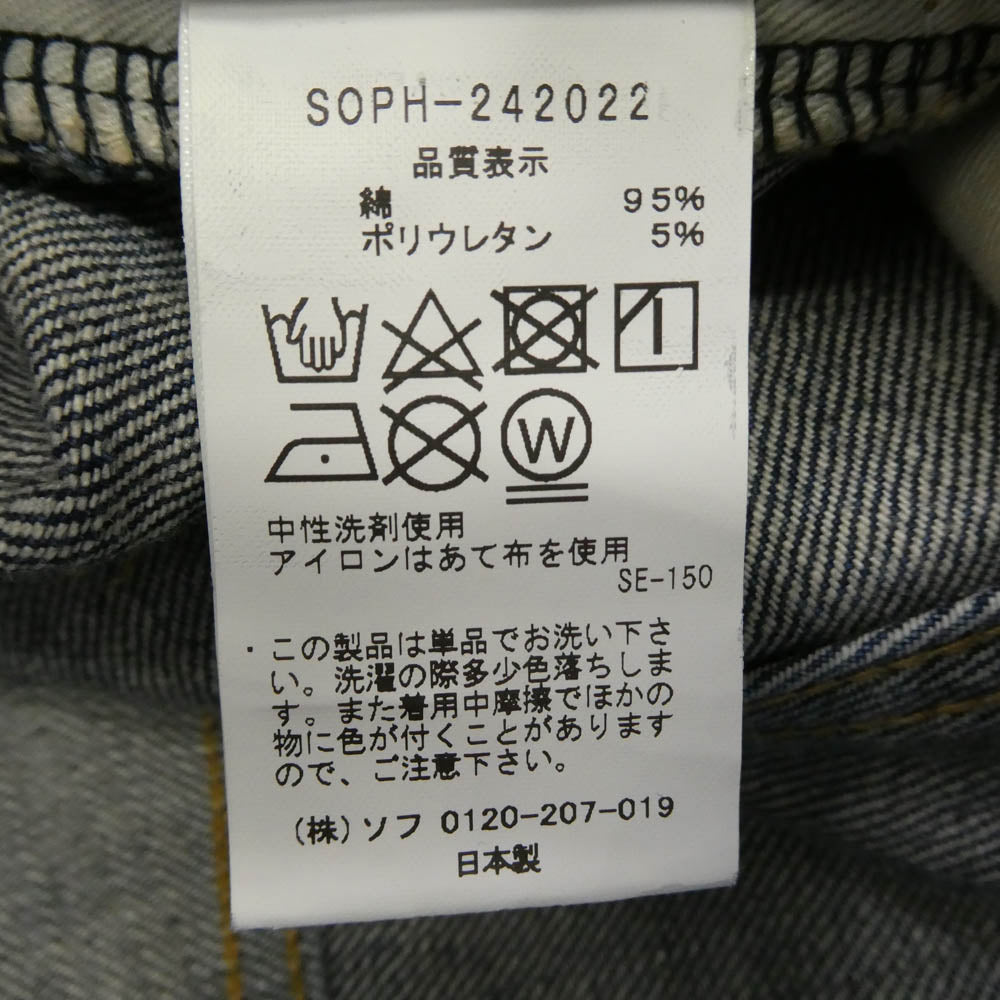 SOPH-242022
品質表示
綿 95%
ポリウレタン 5%
W
中性洗剤使用
アイロンはあて布を使用
SE-150
・この製品は単品でお洗い下さ
い。洗濯の際多少色落ちしま
す。また着用中摩擦でほかの
物に色が付くことがあります
ので、ご注意下さい。
(株)ソフ 0120-207-019
日本製